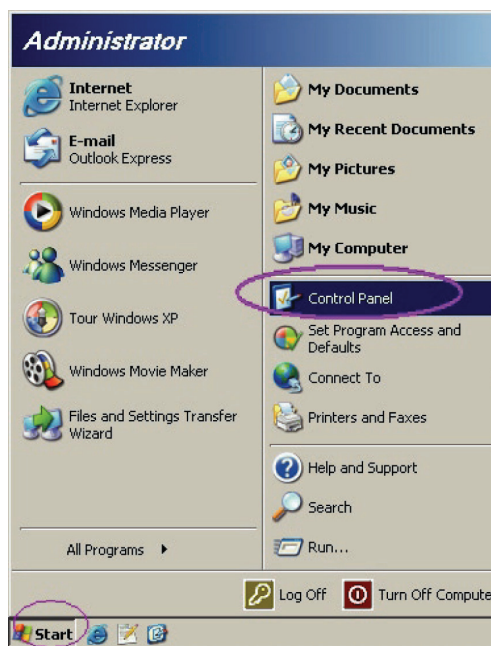 Administrator
Internet
Internet Explorer
E-mail
Outlook Express
Windows Media Player
Windows Messenger
Tour Windows XP
Windows Movie Maker
Files and Settings Transfer
Wizard
All Programs
My Documents
My Recent Documents
My Pictures
My Music
My Computer
Control Panel
Set Program Access and
Defaults
Connect To
Printers and Faxes
Help and Support
Search
Run...
Log Off
Turn Off Compute
Start